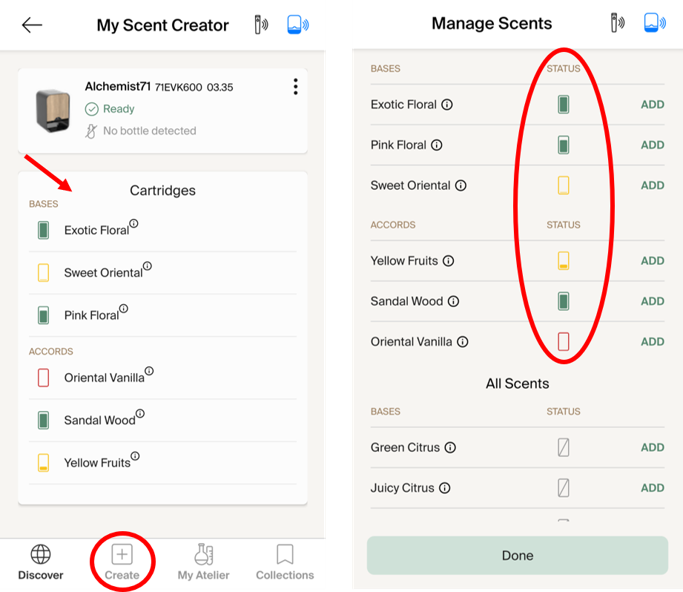 My Scent Creator
Alchemist71 71EVK600 03.35
Ready
No bottle detected
Cartridges
BASES
Exotic Floral
Sweet Oriental
Pink Floral
ACCORDS
Oriental Vanilla
Sandal Wood
Yellow Fruits
Discover
Create
My Atelier
Collections
Manage Scents
BASES STATUS
Exotic Floral ADD
Pink Floral ADD
Sweet Oriental ADD
ACCORDS STATUS
Yellow Fruits ADD
Sandal Wood ADD
Oriental Vanilla ADD
All Scents
BASES STATUS
Green Citrus ADD
Juicy Citrus ADD
Done